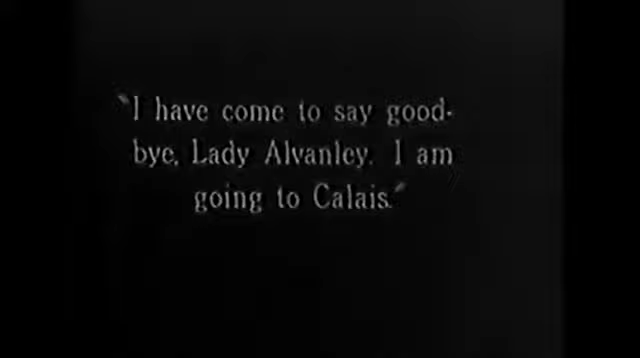 "I have come to say good-
bye, Lady Alvanley. I am
going to Calais."